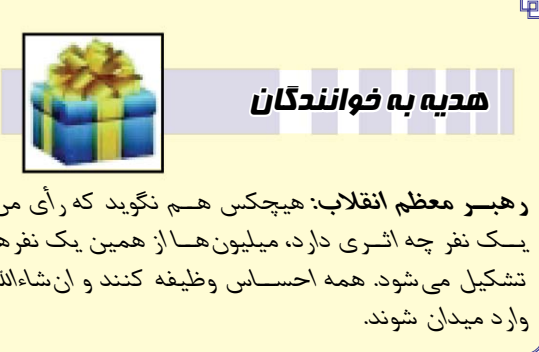 هدیه به خوانندگان
رهبر معظم انقلاب: هیچکس هم نگوید که رأی من
یک نفر چه اثری دارد، میلیون‌ها از همین یک نفرها
تشکیل می‌شود. همه احساس وظیفه کنند و ان‌شاءالله
وارد میدان شوند.